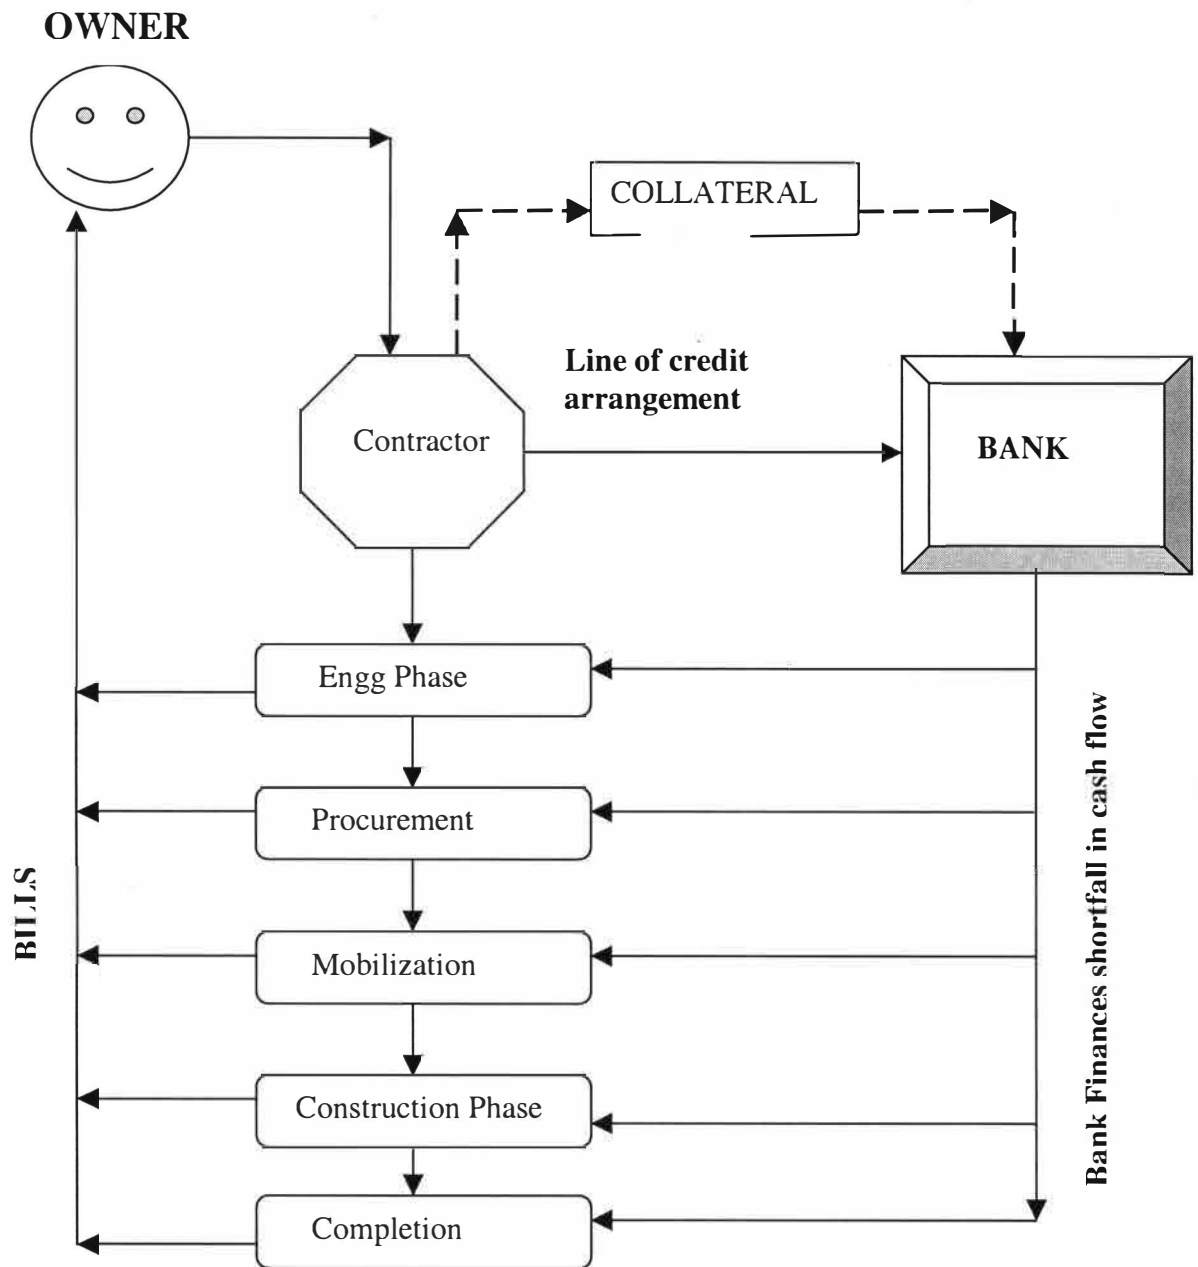 OWNER
COLLATERAL
Line of credit
arrangement
Contractor
BANK
Engg Phase
Procurement
Mobilization
Construction Phase
Completion
BILLS
Bank Finances shortfall in cash flow